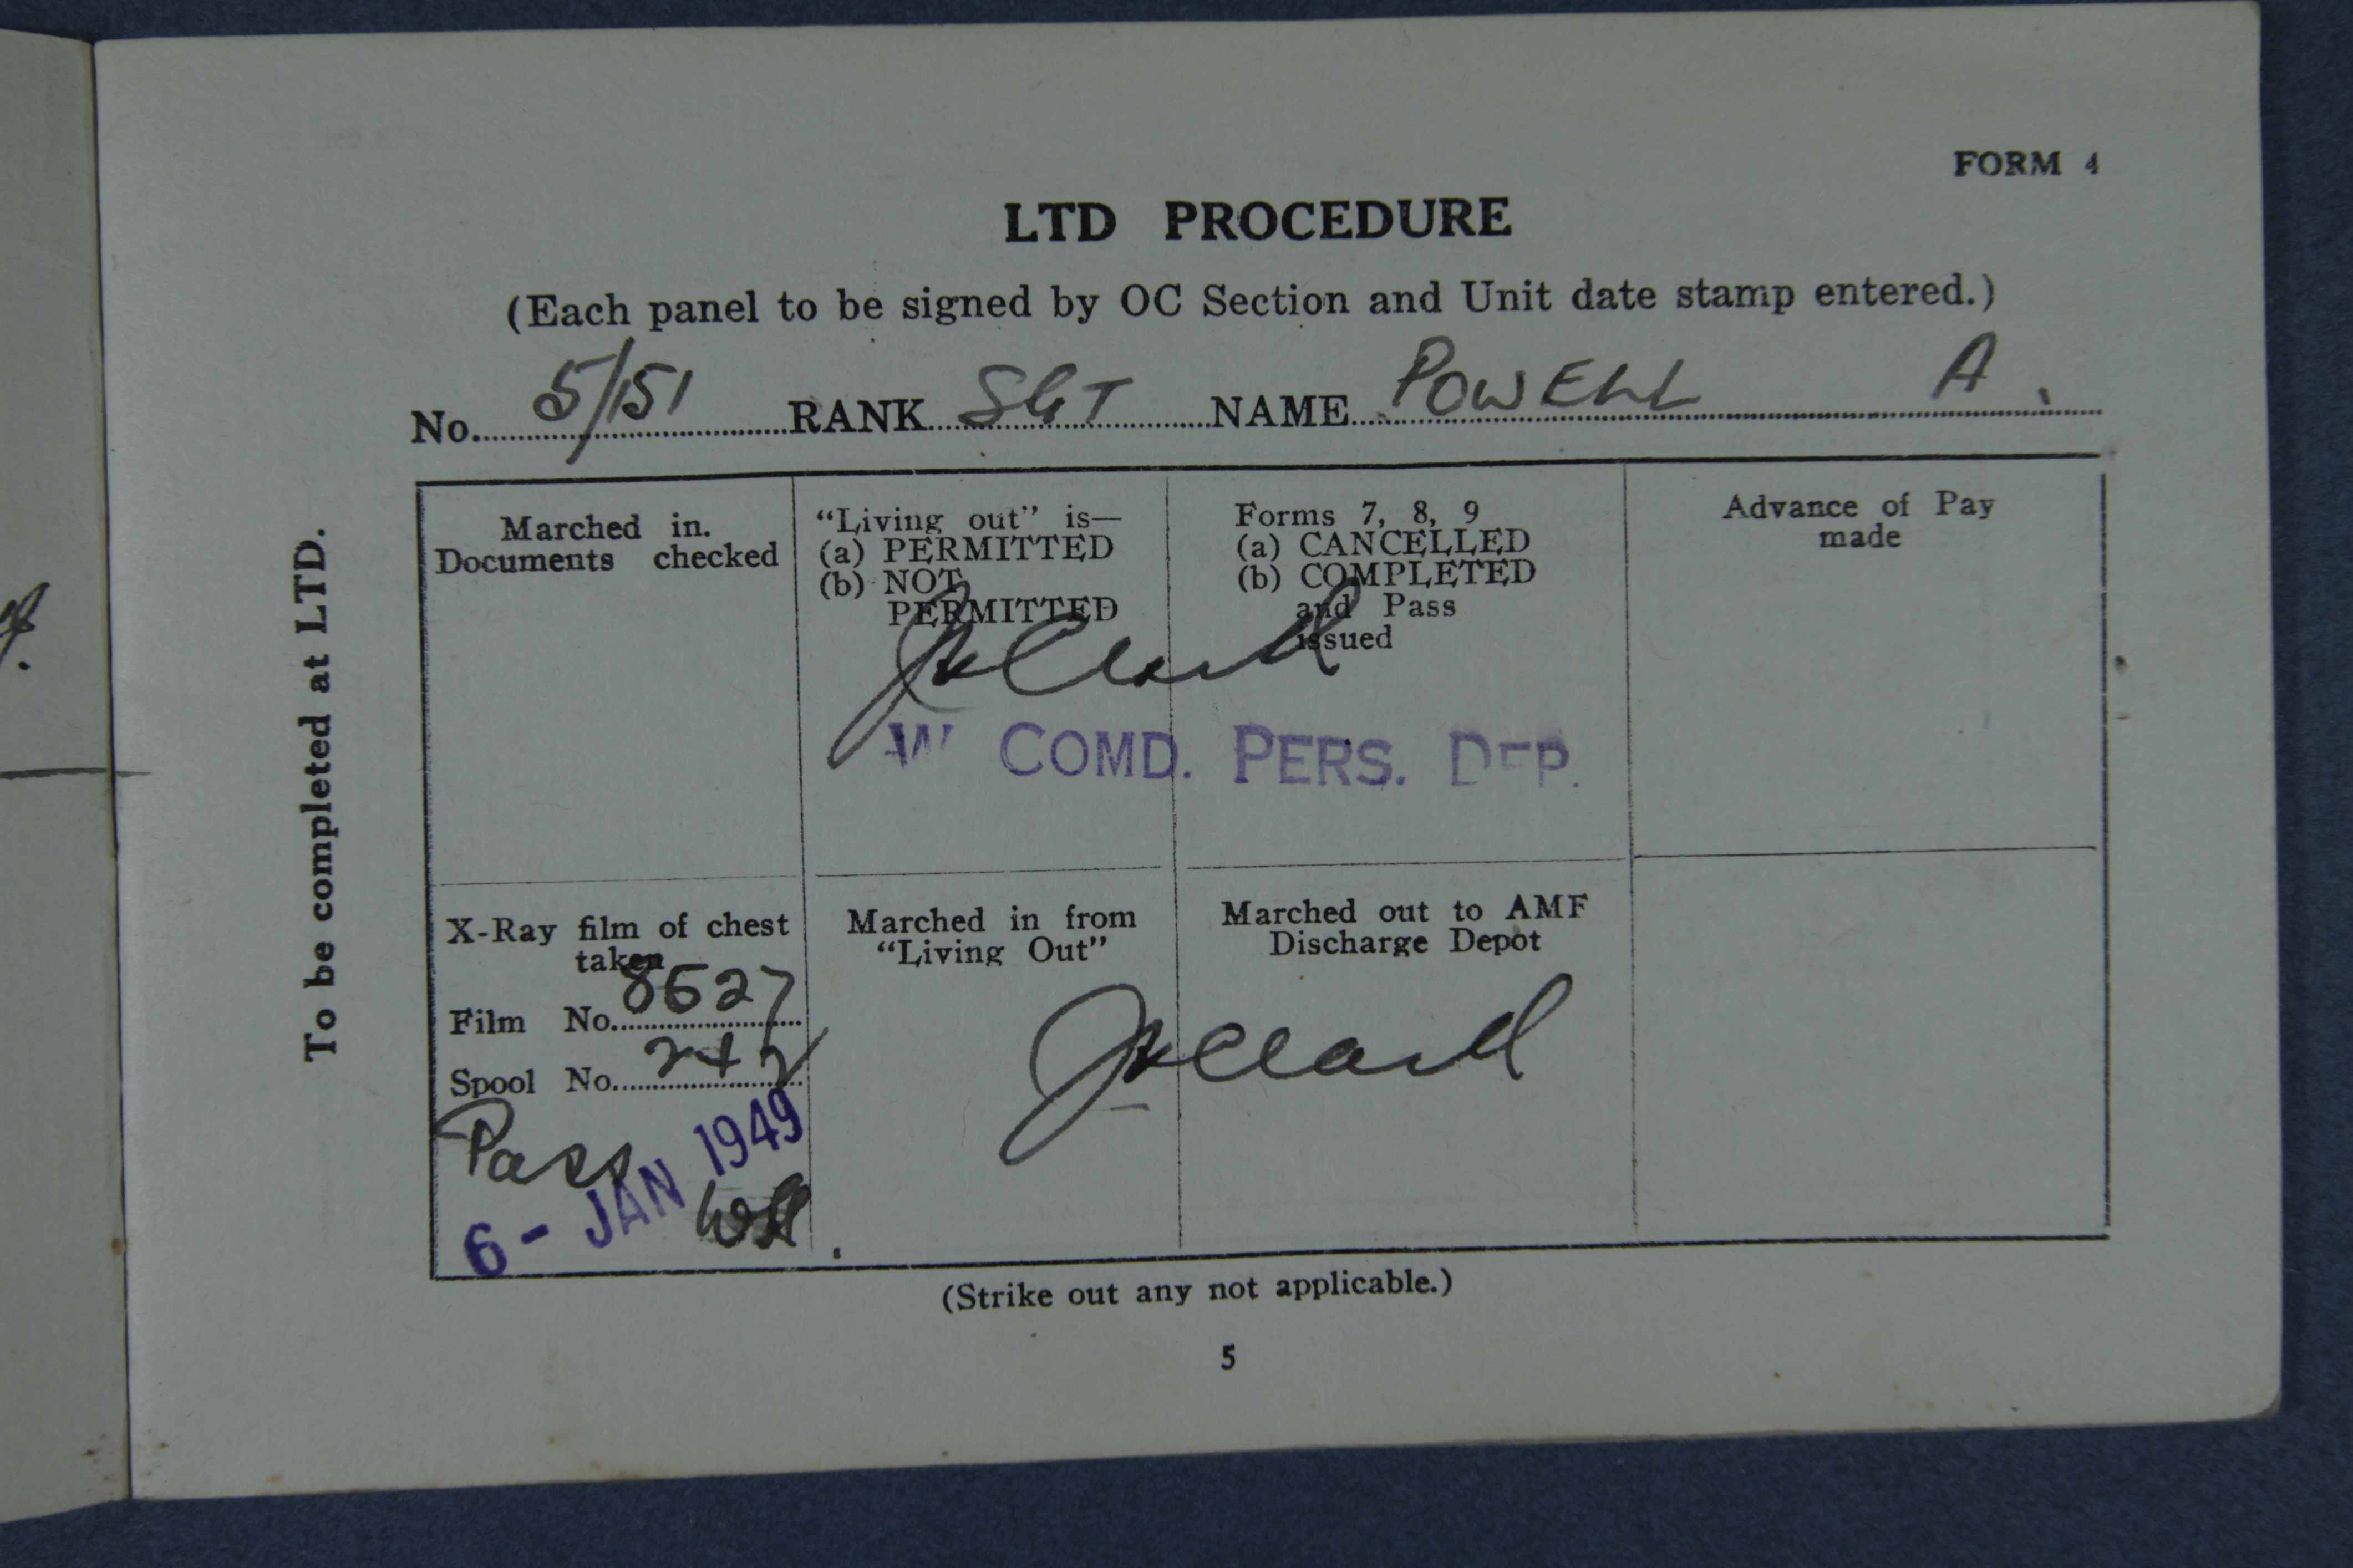 FORM 4
LTD PROCEDURE
(Each panel to be signed by OC Section and Unit date stamp entered.)
No. 5/151 RANK SGT NAME POWELL A.
To be completed at LTD.
Marched in.
Documents checked
"Living out" is—
(a) PERMITTED
(b) NOT
PERMITTED
Forms 7, 8, 9
(a) CANCELLED
(b) COMPLETED
and Pass
issued
Advance of Pay
made
W COMD. PERS. DEP.
X-Ray film of chest
taken
Film No. 8627
Spool No.
Pass
6 - JAN 1949
Marched in from
"Living Out"
Marched out to AMF
Discharge Depot
(Strike out any not applicable.)
5